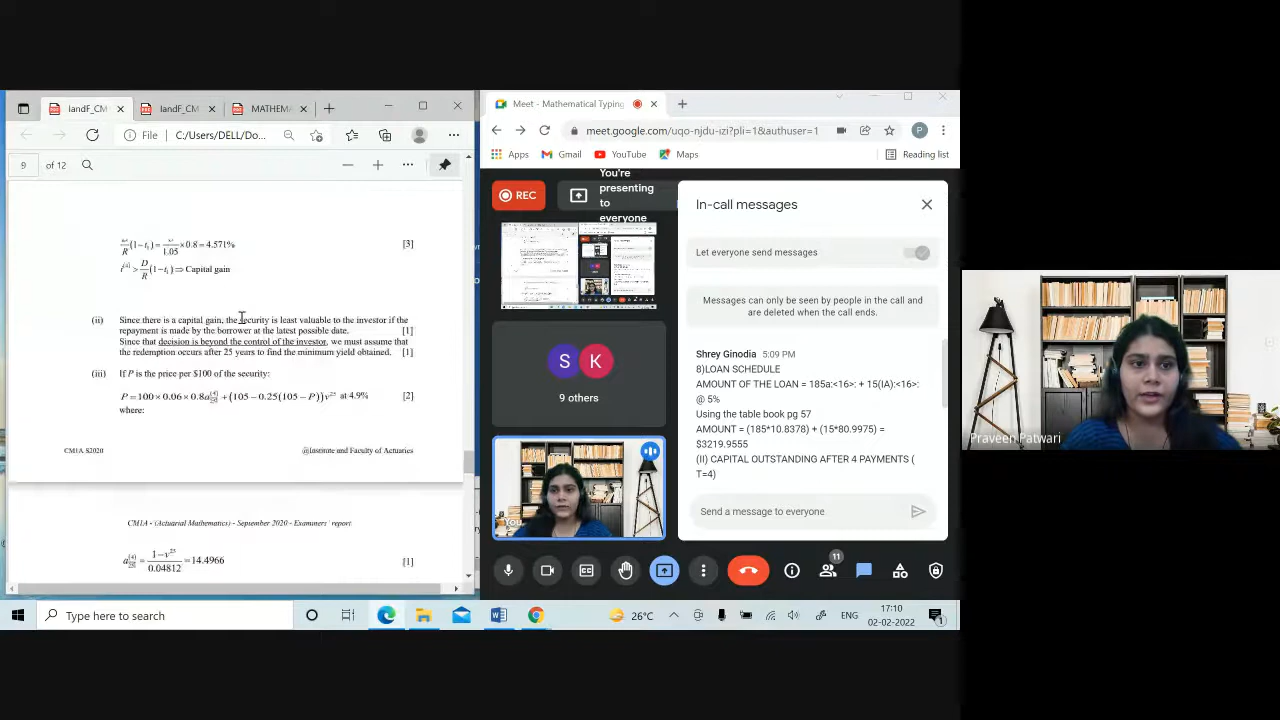 IandF_CM
IandF_CM
MATHEMA
File
C:/Users/DELL/Do...
9
of 12
(1−t₁) =
×0.8 = 4.571%
[3]
D
R
(1−t₁) ⇒ Capital gain
(ii)
Since there is a capital gain, the security is least valuable to the investor if the
repayment is made by the borrower at the latest possible date.
[1]
Since that decision is beyond the control of the investor, we must assume that
the redemption occurs after 25 years to find the minimum yield obtained.
[1]
(iii)
If P is the price per $100 of the security:
P = 100 × 0.06 × 0.8a
+ (105 − 0.25(105 − P))v²⁵ at 4.9%
[2]
where:
CM1A S2020
@Institute and Faculty of Actuaries
CM1A - (Actuarial Mathematics) - September 2020 - Examiners' report
1−v²⁵
0.04812
= 14.4966
[1]
Meet - Mathematical Typing
meet.google.com/uqo-njdu-izi?pli=1&authuser=1
P
Apps
Gmail
YouTube
Maps
Reading list
REC
You're
presenting
to
everyone
S
K
9 others
You
In-call messages
Let everyone send messages
Messages can only be seen by people in the call and
are deleted when the call ends.
Shrey Ginodia
5:09 PM
8)LOAN SCHEDULE
AMOUNT OF THE LOAN = 185a:<16>: + 15(IA):<16>:
@ 5%
Using the table book pg 57
AMOUNT = (185*10.8378) + (15*80.9975) =
$3219.9555
(II) CAPITAL OUTSTANDING AFTER 4 PAYMENTS (
T=4)
Send a message to everyone
11
Type here to search
26°C
ENG
17:10
02-02-2022
1
Praveen Patwari